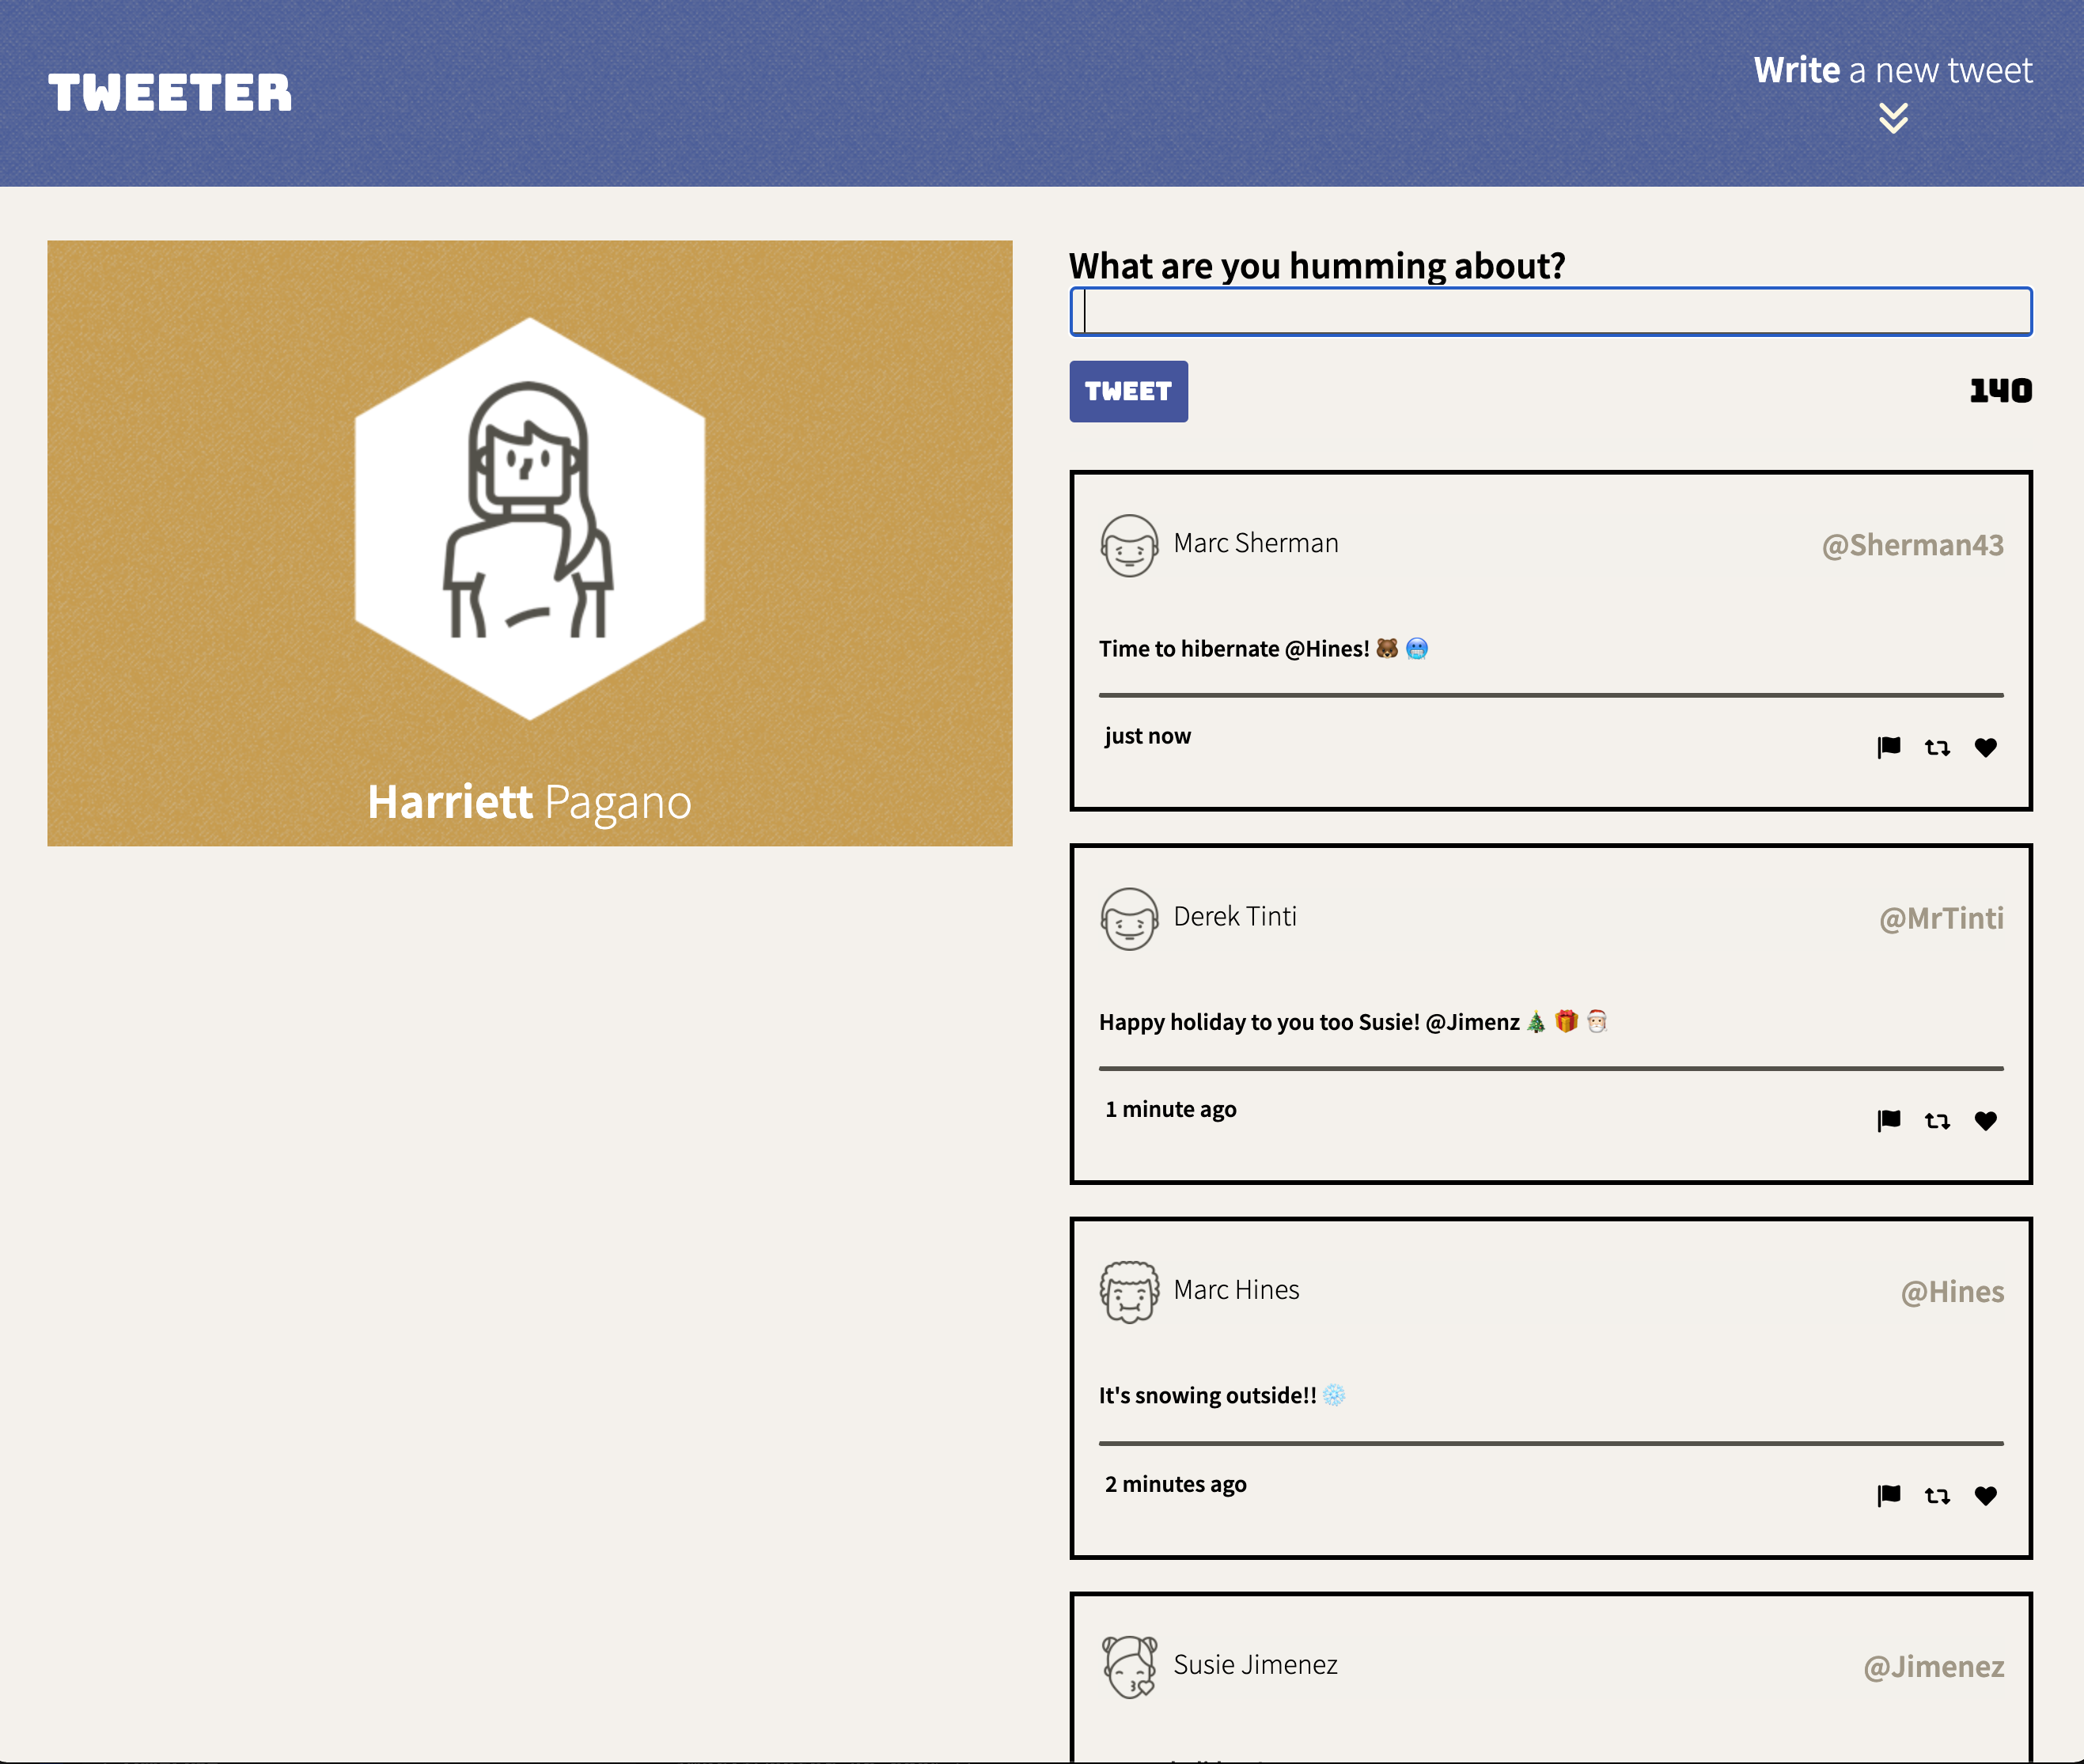 TWEETER
Write a new tweet
Harriett Pagano
What are you humming about?
TWEET
140
Marc Sherman
@Sherman43
Time to hibernate @Hines! 🐻 🥶
just now
Derek Tinti
@MrTinti
Happy holiday to you too Susie! @Jimenz 🎄 🎁 🎅🏻
1 minute ago
Marc Hines
@Hines
It's snowing outside!! ❄️
2 minutes ago
Susie Jimenez
@Jimenez